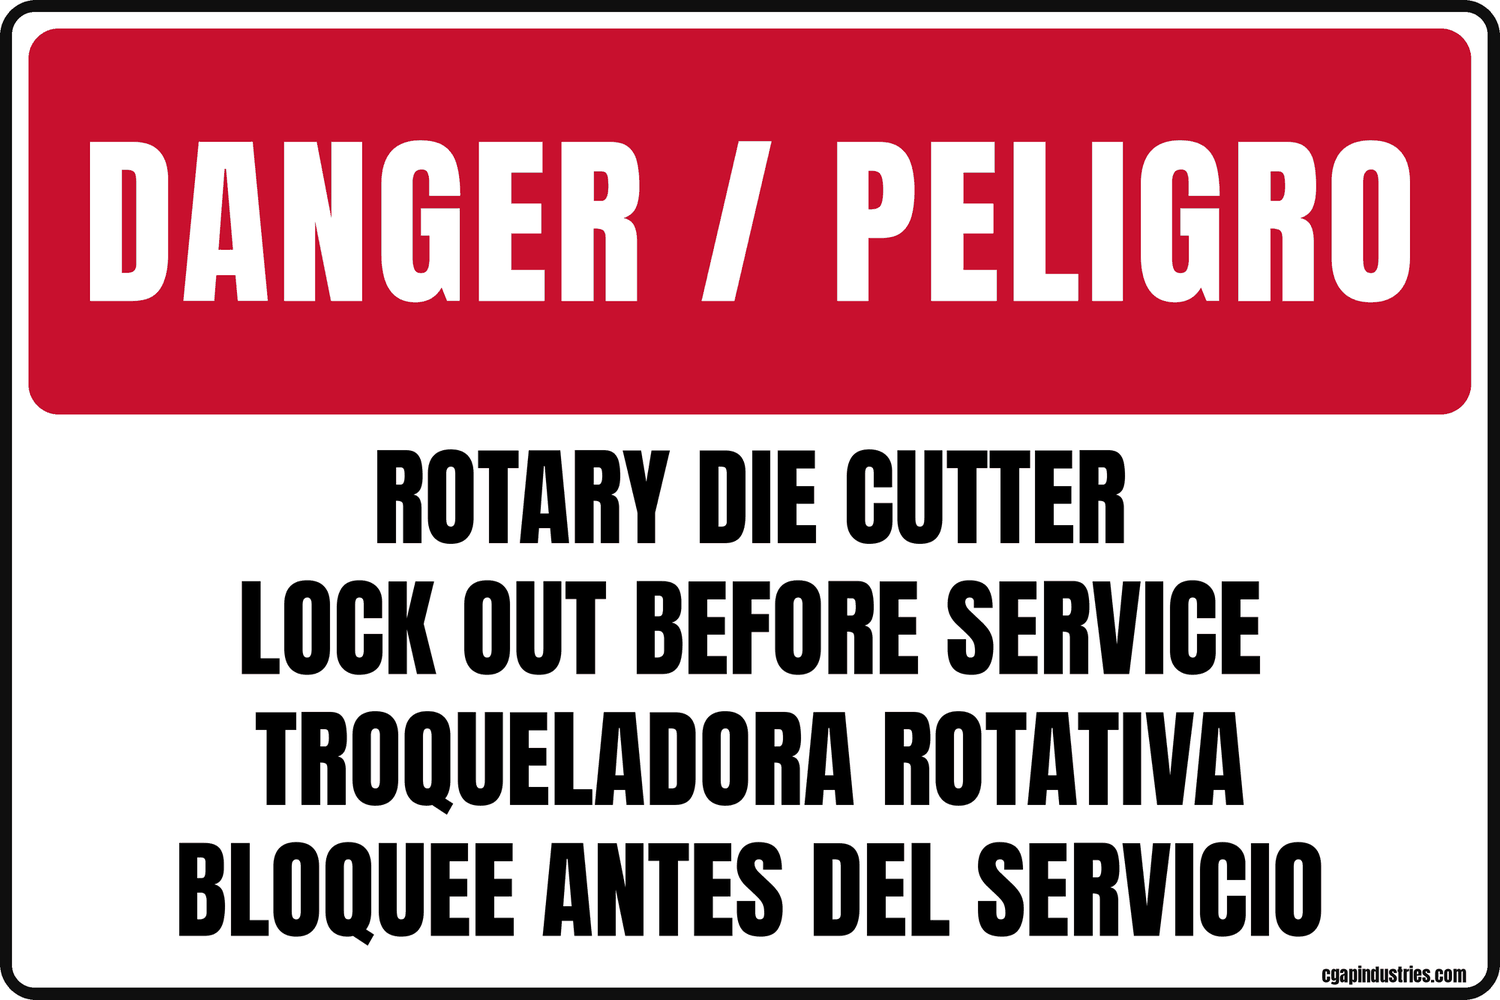 DANGER / PELIGRO
ROTARY DIE CUTTER
LOCK OUT BEFORE SERVICE
TROQUELADORA ROTATIVA
BLOQUEE ANTES DEL SERVICIO
cgapindustries.com